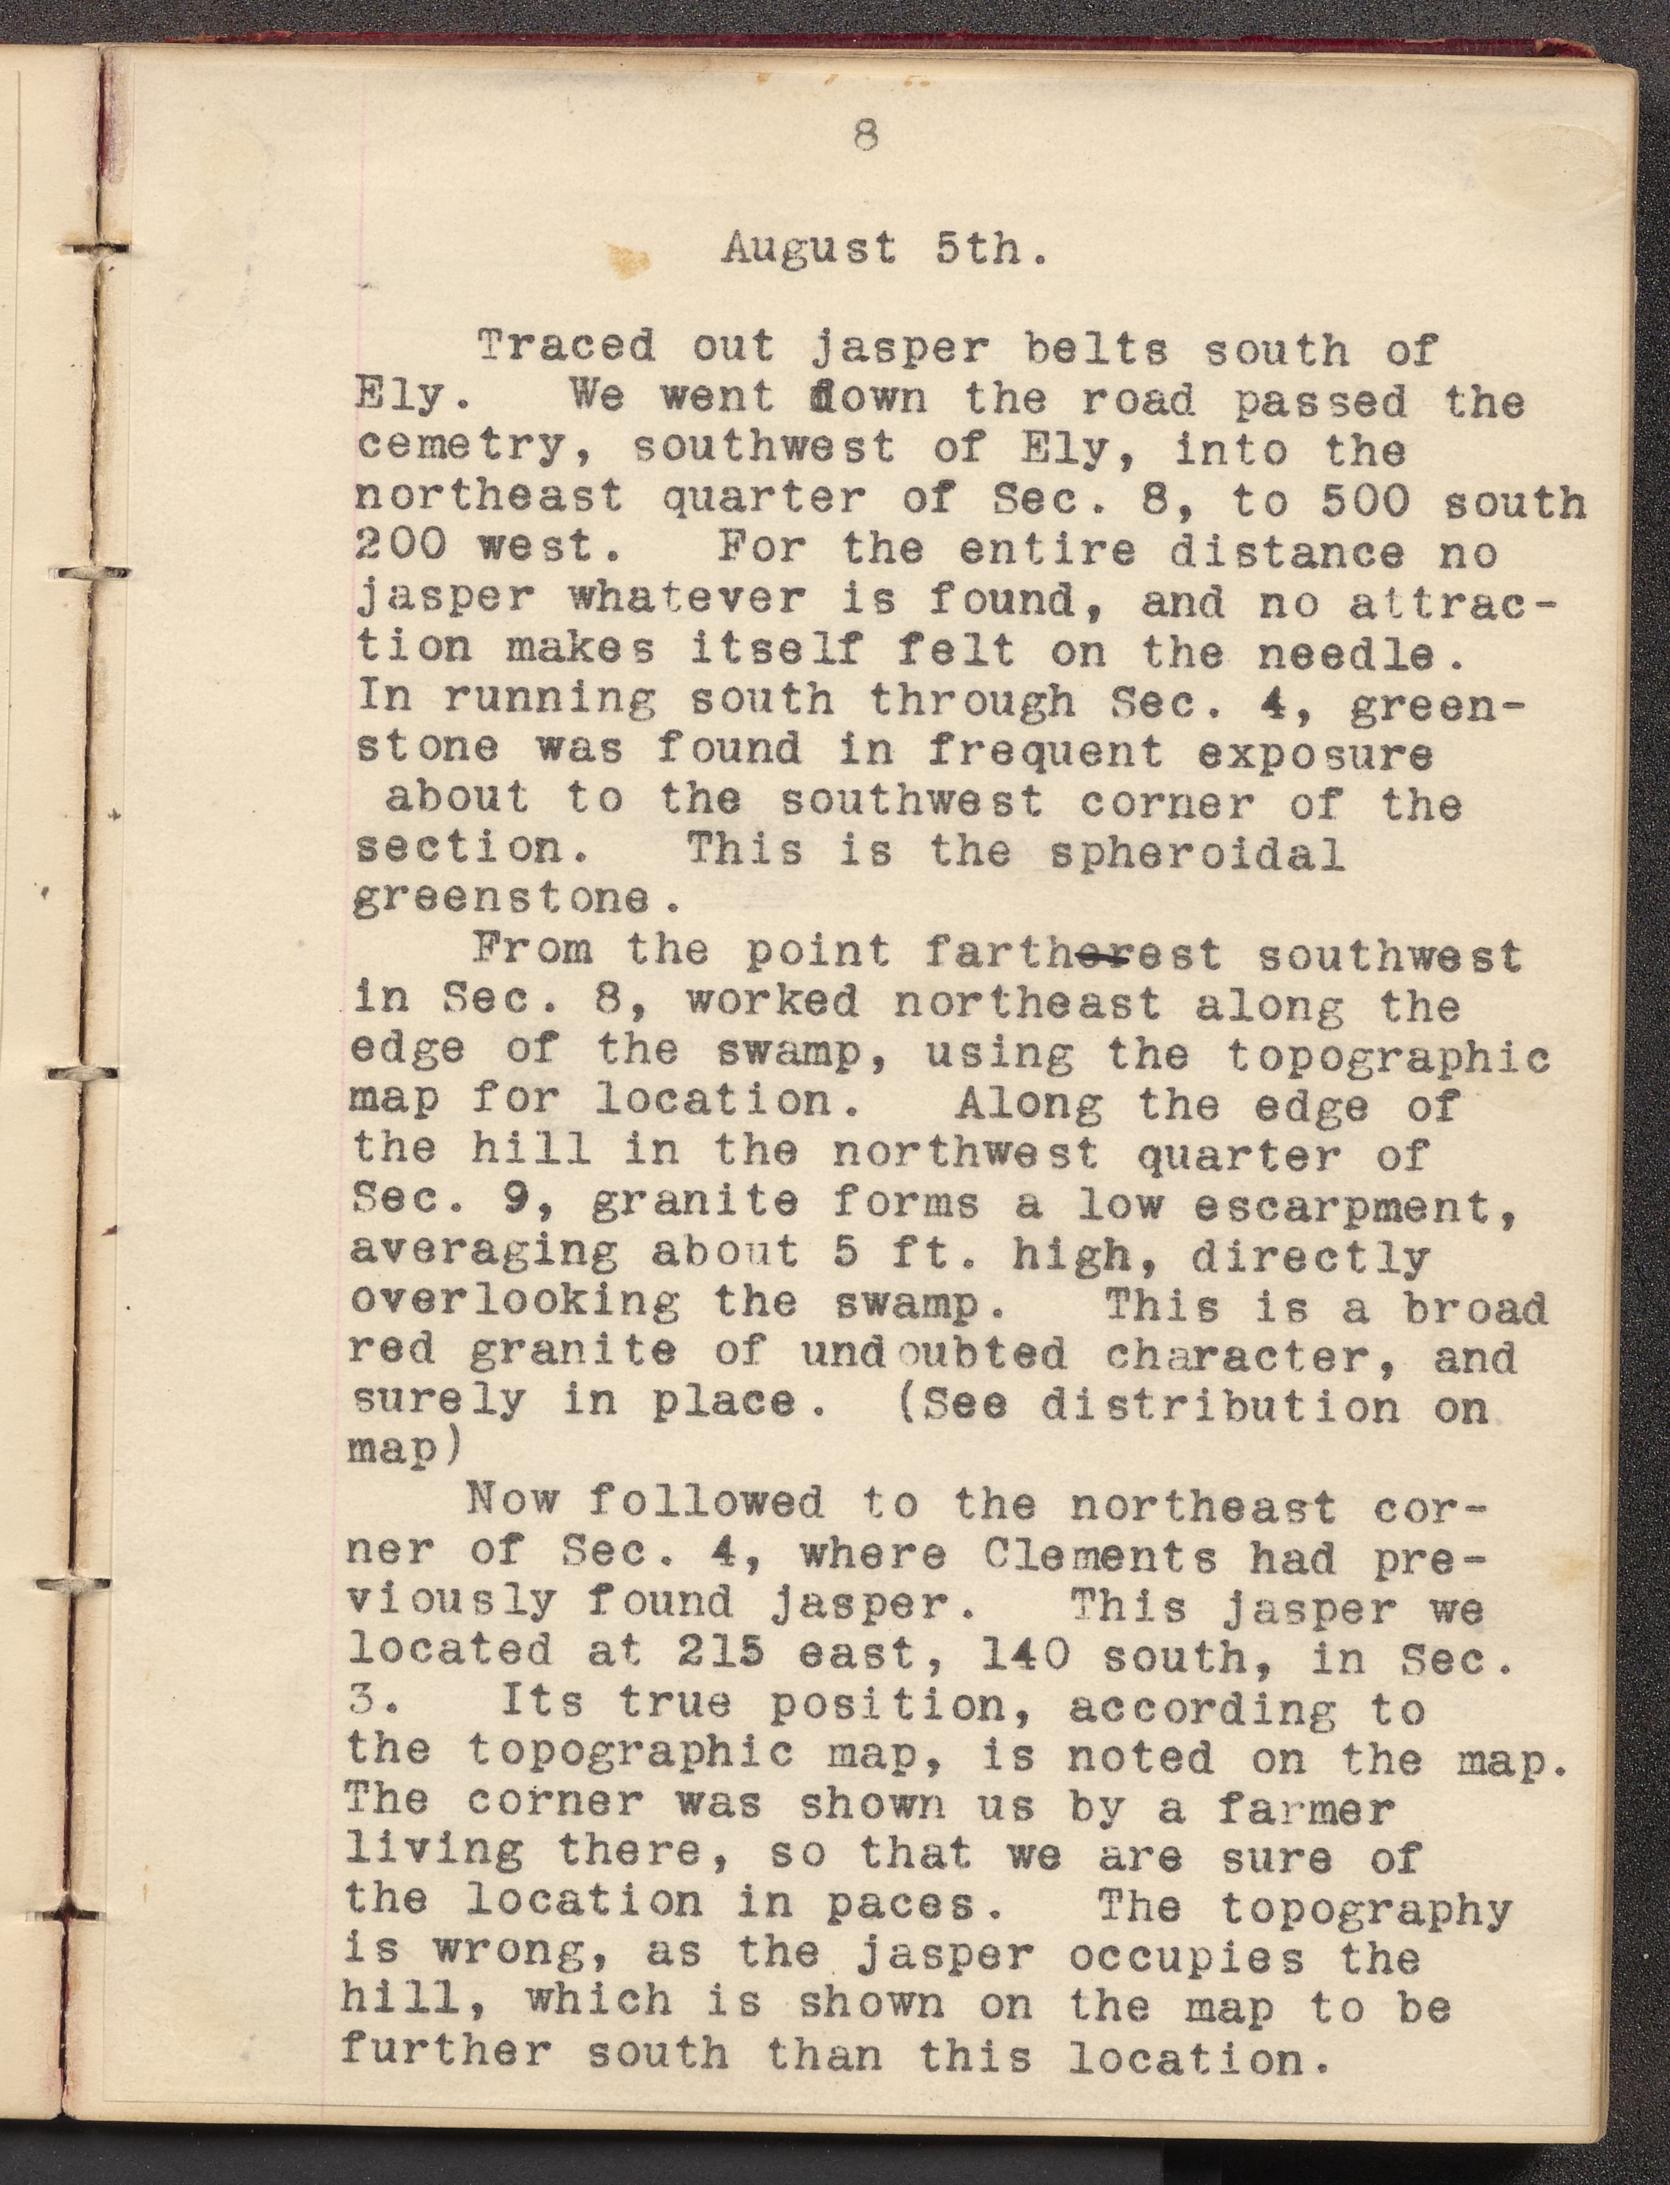 8
August 5th.
Traced out jasper belts south of
Ely. We went down the road passed the
cemetry, southwest of Ely, into the
northeast quarter of Sec. 8, to 500 south
200 west. For the entire distance no
jasper whatever is found, and no attrac-
tion makes itself felt on the needle.
In running south through Sec. 4, green-
stone was found in frequent exposure
about to the southwest corner of the
section. This is the spheroidal
greenstone.
From the point fartherest southwest
in Sec. 8, worked northeast along the
edge of the swamp, using the topographic
map for location. Along the edge of
the hill in the northwest quarter of
Sec. 9, granite forms a low escarpment,
averaging about 5 ft. high, directly
overlooking the swamp. This is a broad
red granite of undoubted character, and
surely in place. (See distribution on
map)
Now followed to the northeast cor-
ner of Sec. 4, where Clements had pre-
viously found jasper. This jasper we
located at 215 east, 140 south, in Sec.
3. Its true position, according to
the topographic map, is noted on the map.
The corner was shown us by a farmer
living there, so that we are sure of
the location in paces. The topography
is wrong, as the jasper occupies the
hill, which is shown on the map to be
further south than this location.